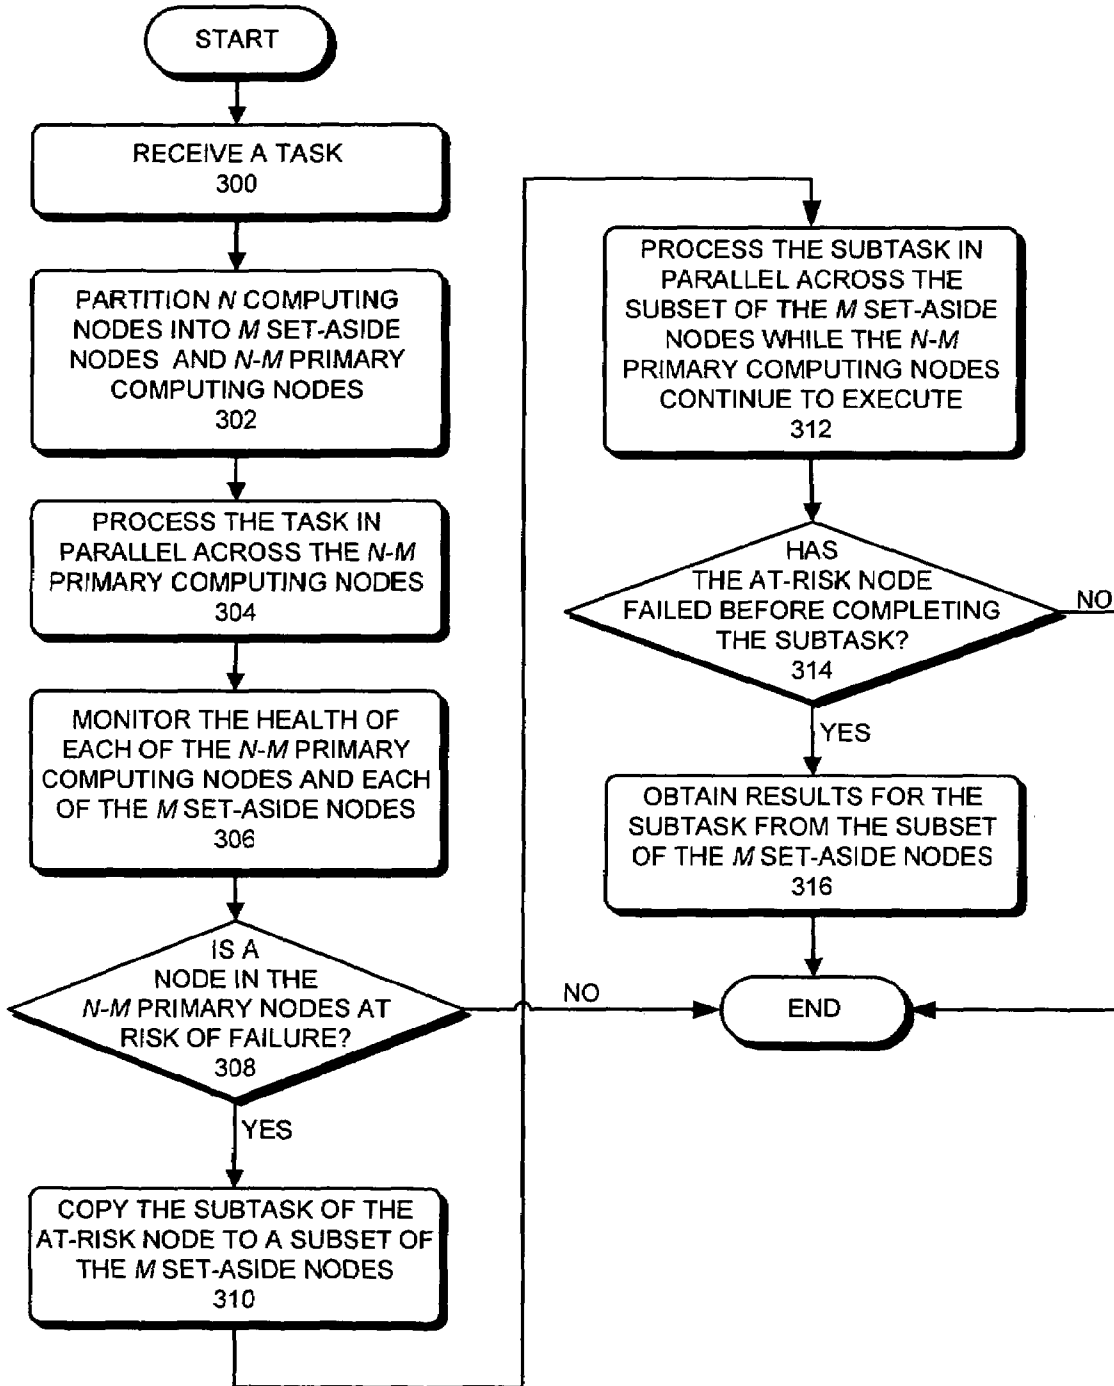 START
RECEIVE A TASK
300
PARTITION N COMPUTING
NODES INTO M SET-ASIDE
NODES AND N-M PRIMARY
COMPUTING NODES
302
PROCESS THE TASK IN
PARALLEL ACROSS THE N-M
PRIMARY COMPUTING NODES
304
MONITOR THE HEALTH OF
EACH OF THE N-M PRIMARY
COMPUTING NODES AND EACH
OF THE M SET-ASIDE NODES
306
IS A
NODE IN THE
N-M PRIMARY NODES AT
RISK OF FAILURE?
308
NO
YES
COPY THE SUBTASK OF THE
AT-RISK NODE TO A SUBSET OF
THE M SET-ASIDE NODES
310
PROCESS THE SUBTASK IN
PARALLEL ACROSS THE
SUBSET OF THE M SET-ASIDE
NODES WHILE THE N-M
PRIMARY COMPUTING NODES
CONTINUE TO EXECUTE
312
HAS
THE AT-RISK NODE
FAILED BEFORE COMPLETING
THE SUBTASK?
314
NO
YES
OBTAIN RESULTS FOR THE
SUBTASK FROM THE SUBSET
OF THE M SET-ASIDE NODES
316
END